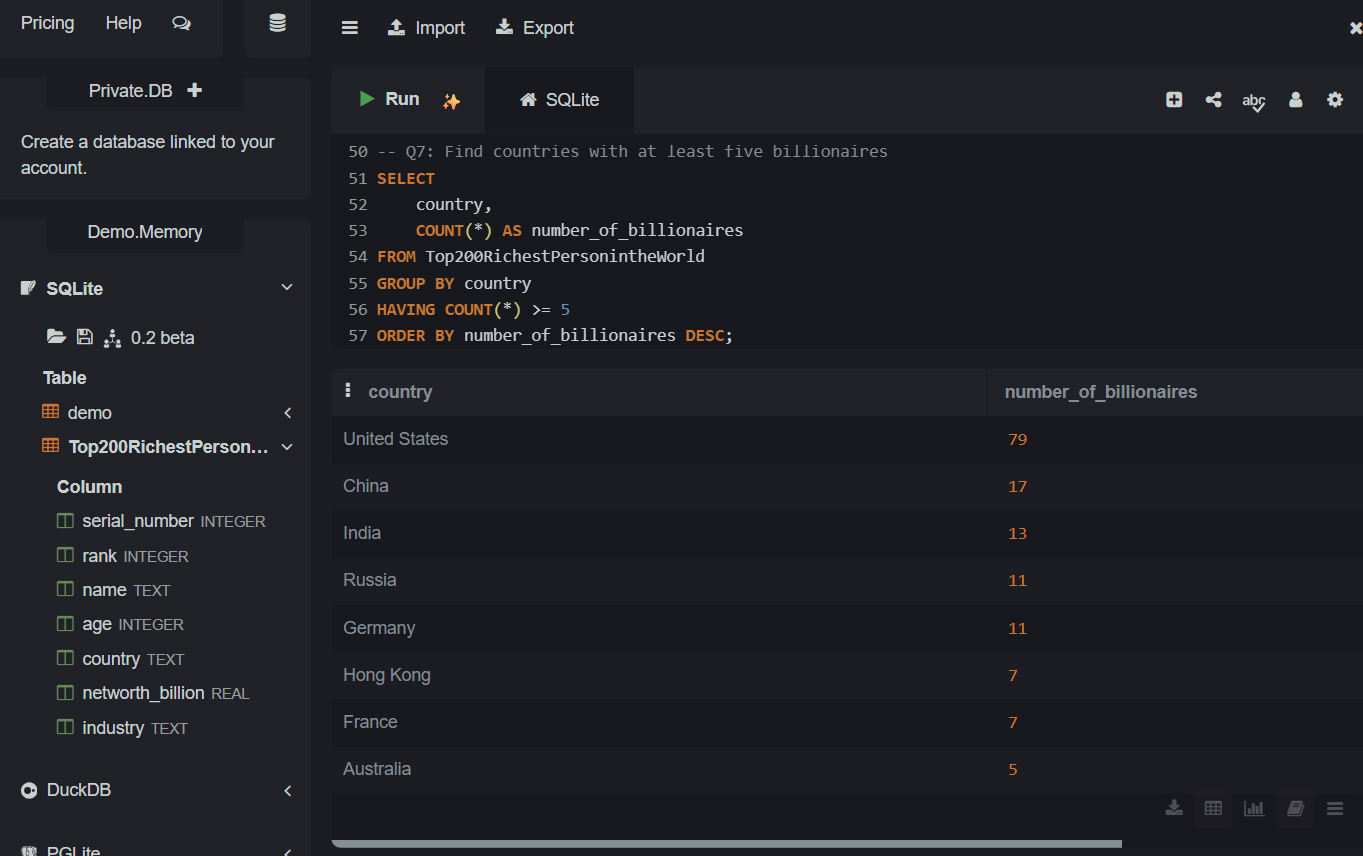 Pricing Help
Import Export
Private.DB
Create a database linked to your
account.
Demo.Memory
SQLite
0.2 beta
Table
demo
Top200RichestPerson...
Column
serial_number INTEGER
rank INTEGER
name TEXT
age INTEGER
country TEXT
networth_billion REAL
industry TEXT
DuckDB
PGLite
Run SQLite
abc
50 -- Q7: Find countries with at least five billionaires
51 SELECT
52 country,
53 COUNT(*) AS number_of_billionaires
54 FROM Top200RichestPersonintheWorld
55 GROUP BY country
56 HAVING COUNT(*) >= 5
57 ORDER BY number_of_billionaires DESC;
country number_of_billionaires
United States 79
China 17
India 13
Russia 11
Germany 11
Hong Kong 7
France 7
Australia 5